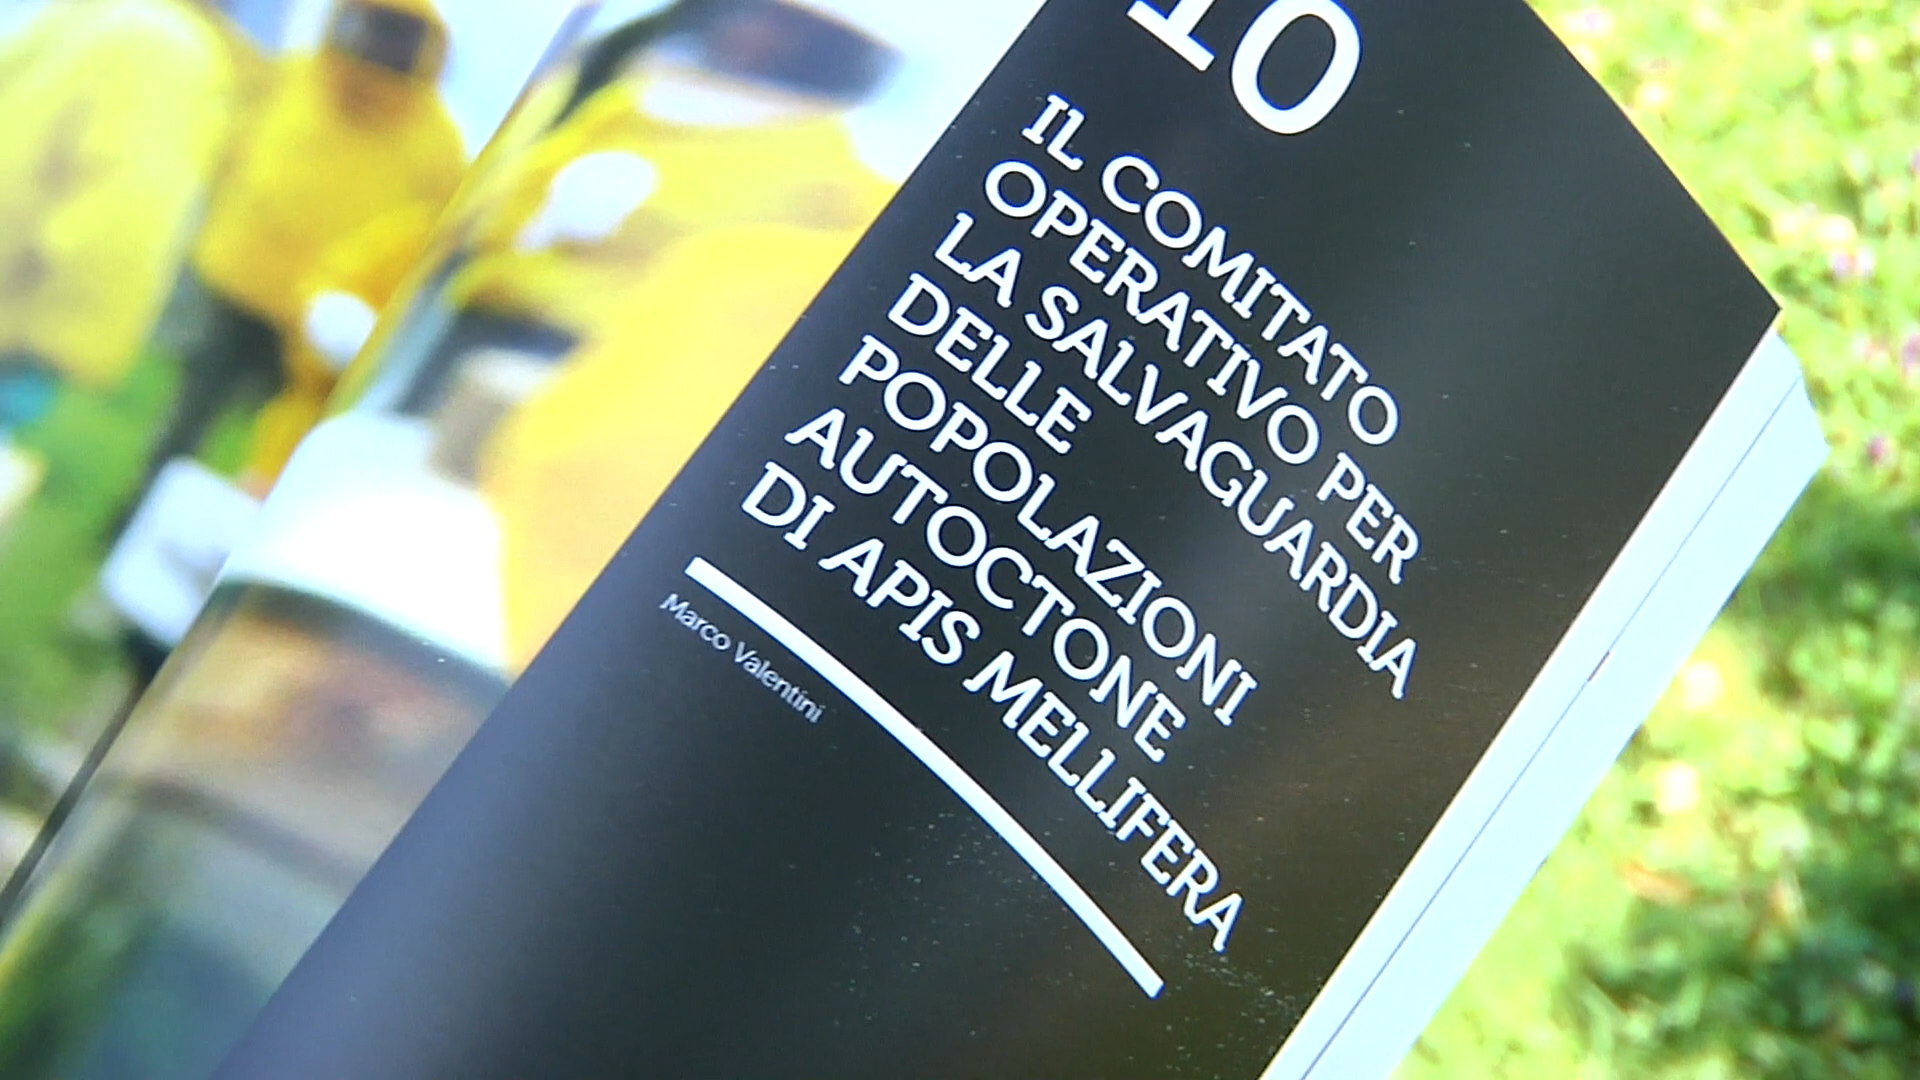 10
IL COMITATO
OPERATIVO PER
LA SALVAGUARDIA
DELLE
POPOLAZIONI
AUTOCTONE
DI APIS MELLIFERA
Marco Valentini